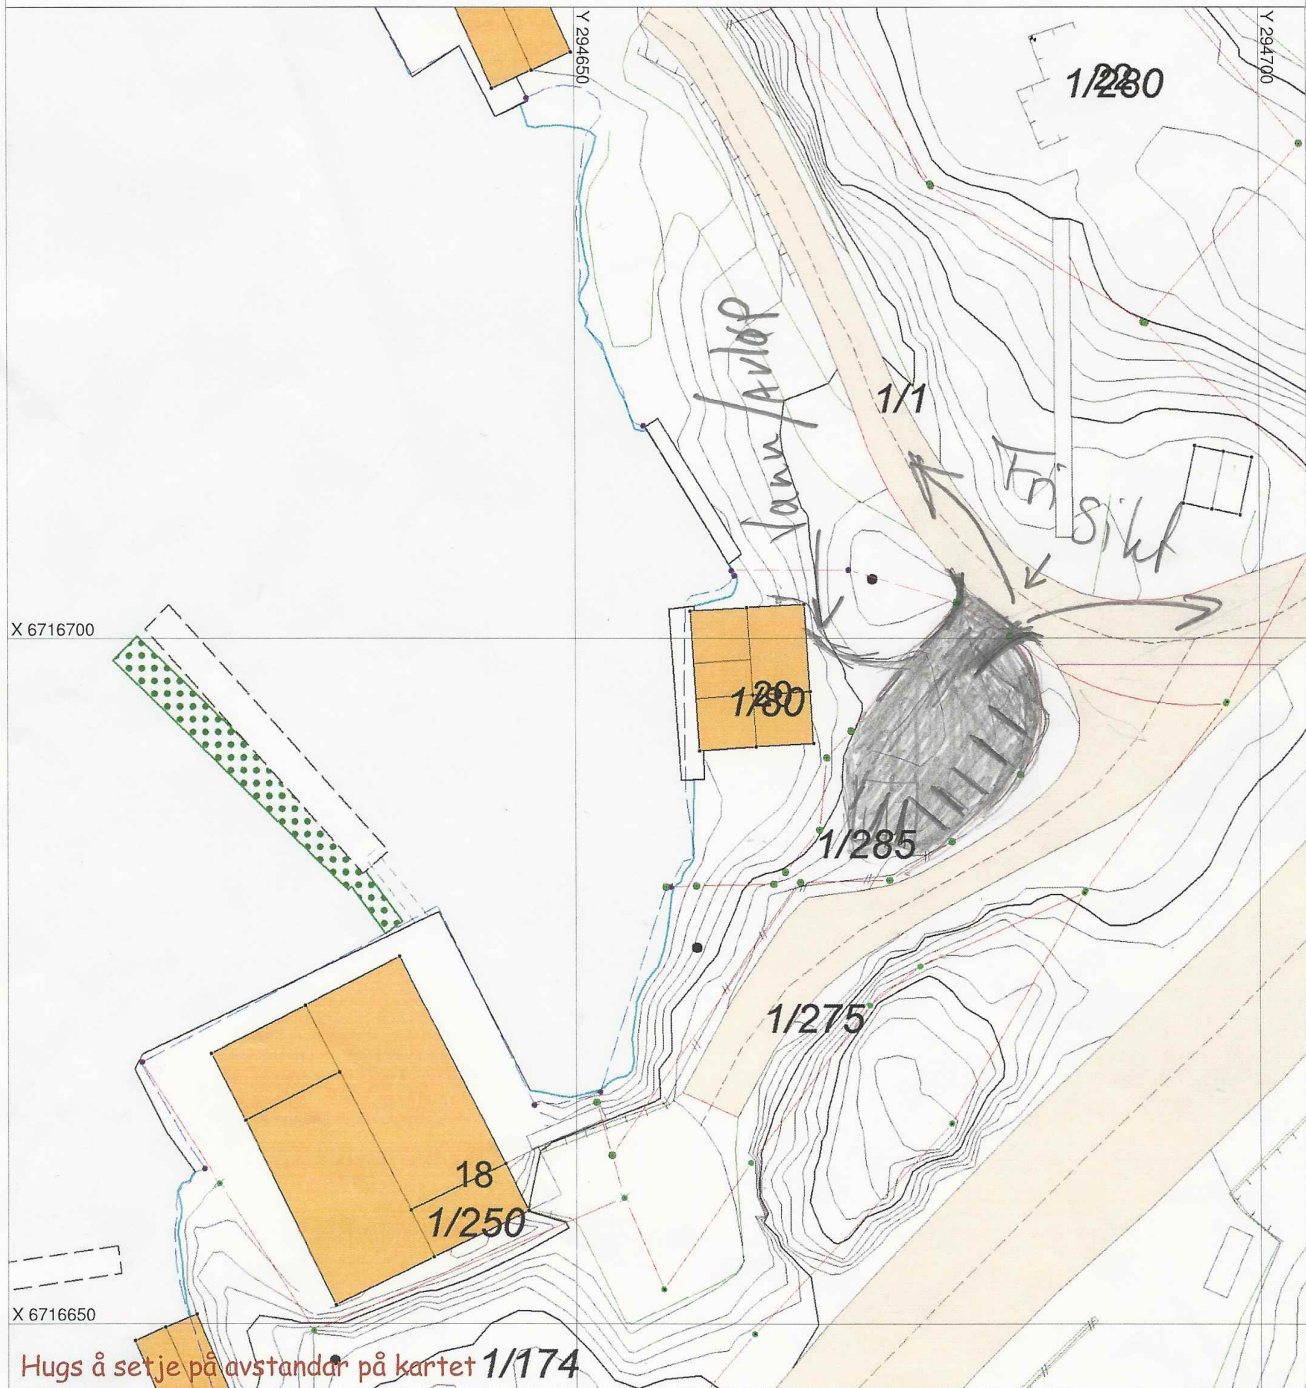 Y 294650
Y 294700
1/280
1/1
Vann/Avløp
Fri
Sikt
X 6716700
1/80
1/285
1/275
18
1/250
X 6716650
Hugs å setje på avstandar på kartet
1/174